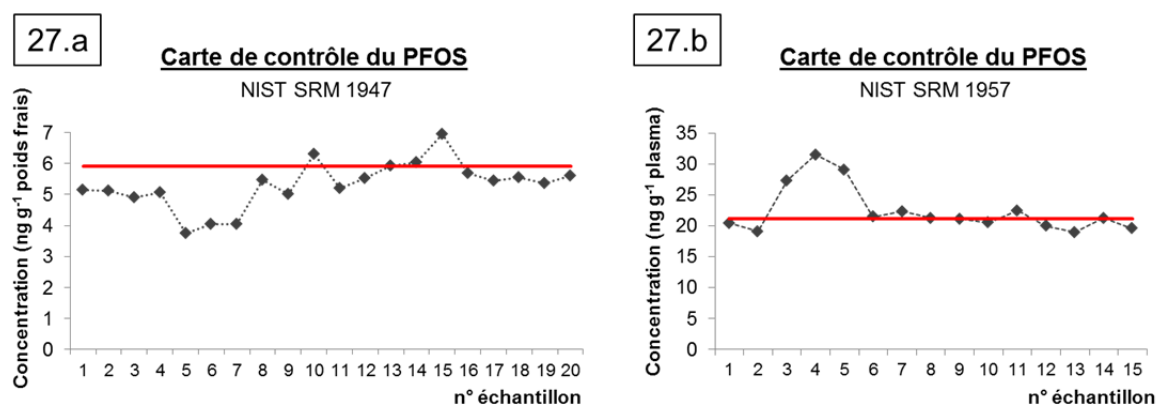 27.a
Carte de contrôle du PFOS
NIST SRM 1947
Concentration (ng g⁻¹ poids frais)
7
6
5
4
3
2
1
0
1 2 3 4 5 6 7 8 9 10 11 12 13 14 15 16 17 18 19 20
n° échantillon
27.b
Carte de contrôle du PFOS
NIST SRM 1957
Concentration (ng g⁻¹ plasma)
35
30
25
20
15
10
5
0
1 2 3 4 5 6 7 8 9 10 11 12 13 14 15
n° échantillon